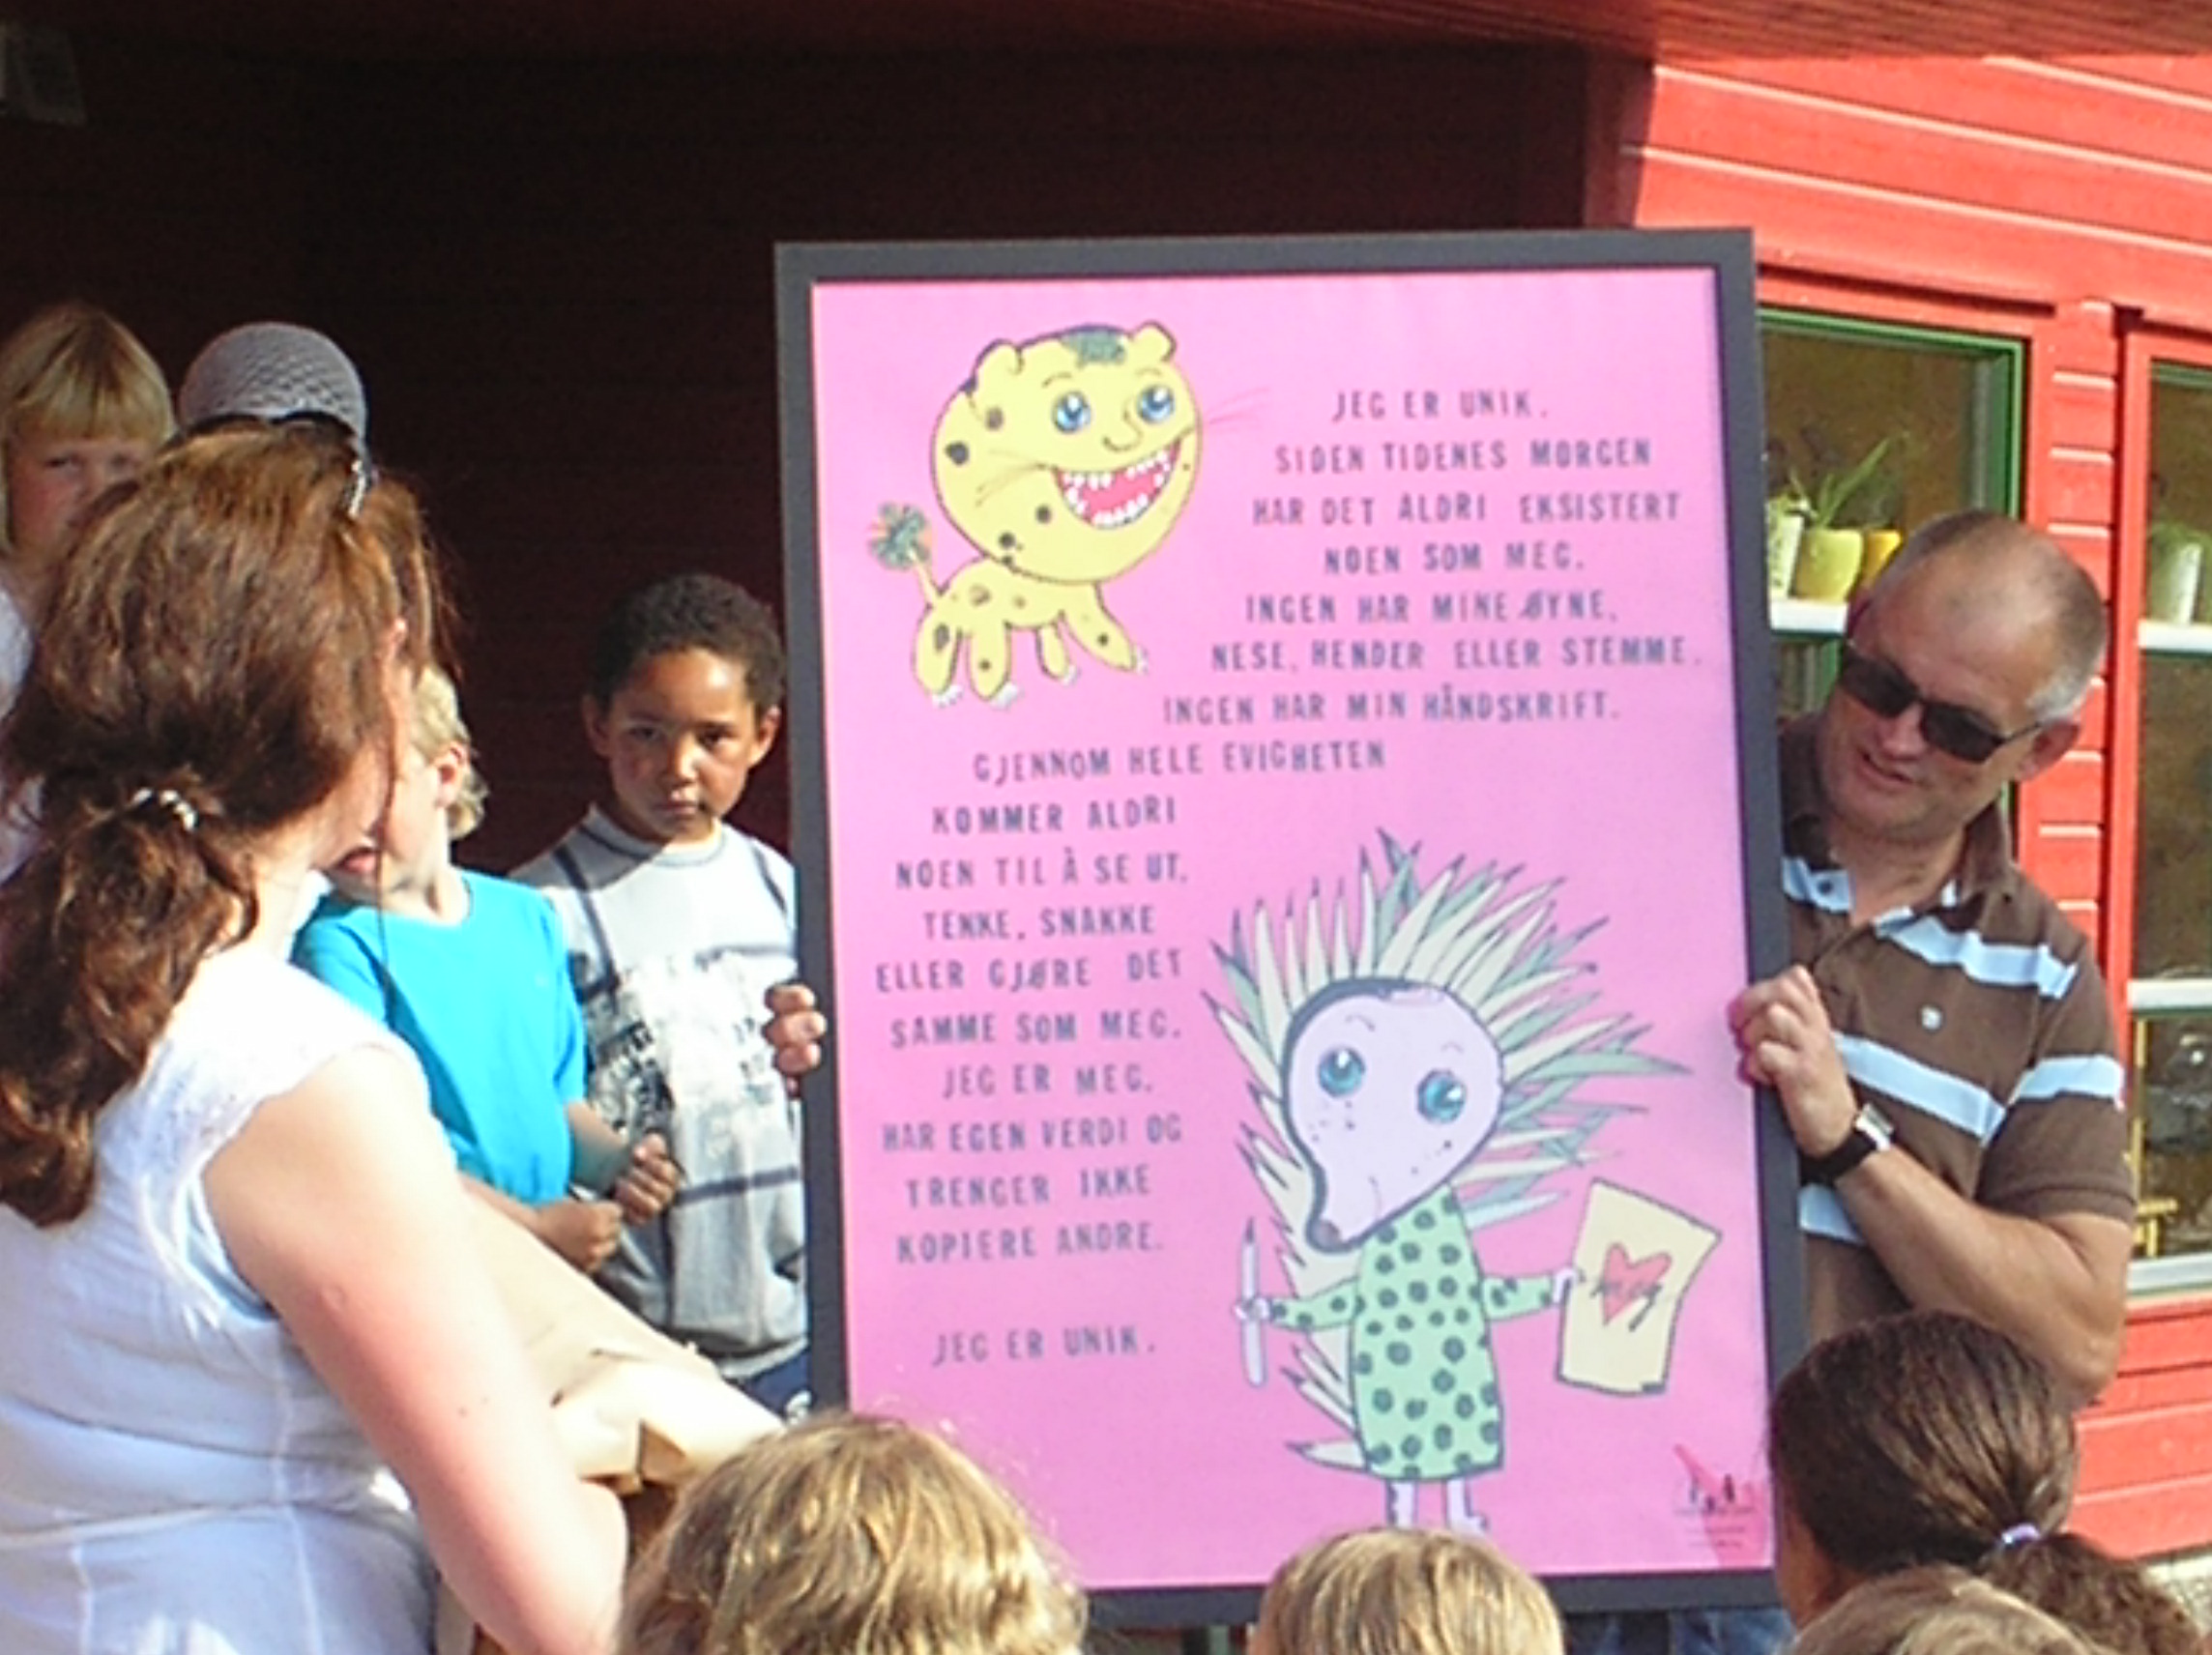 JEG ER UNIK.
SIDEN TIDENES MORGEN
HAR DET ALDRI EKSISTERT
NOEN SOM MEG.
INGEN HAR MINE ØYNE,
NESE, HENDER ELLER STEMME.
INGEN HAR MIN HÅNDSKRIFT.
GJENNOM HELE EVIGHETEN
KOMMER ALDRI
NOEN TIL Å SE UT,
TENKE, SNAKKE
ELLER GJØRE DET
SAMME SOM MEG.
JEG ER MEG.
HAR EGEN VERDI OG
TRENGER IKKE
KOPIERE ANDRE.
JEG ER UNIK.